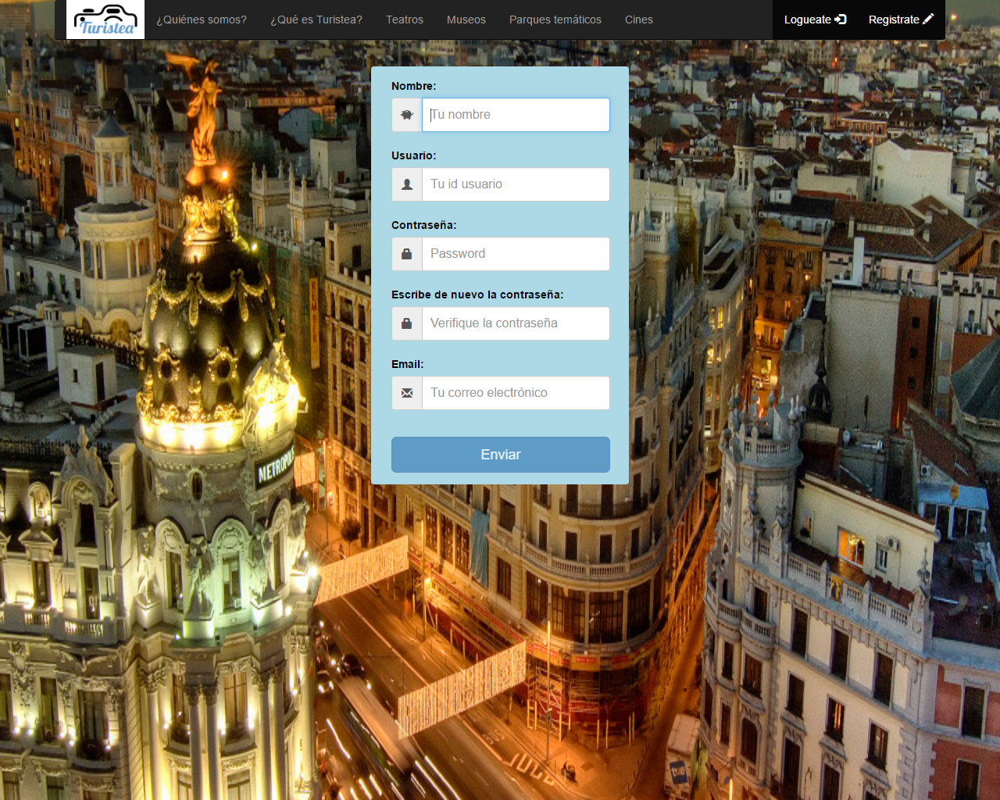 Turistea
¿Quiénes somos?
¿Qué es Turistea?
Teatros
Museos
Parques temáticos
Cines
Logueate
Registrate
Nombre:
Tu nombre
Usuario:
Tu id usuario
Contraseña:
Password
Escribe de nuevo la contraseña:
Verifique la contraseña
Email:
Tu correo electrónico
Enviar
METROPOLIS
BUS